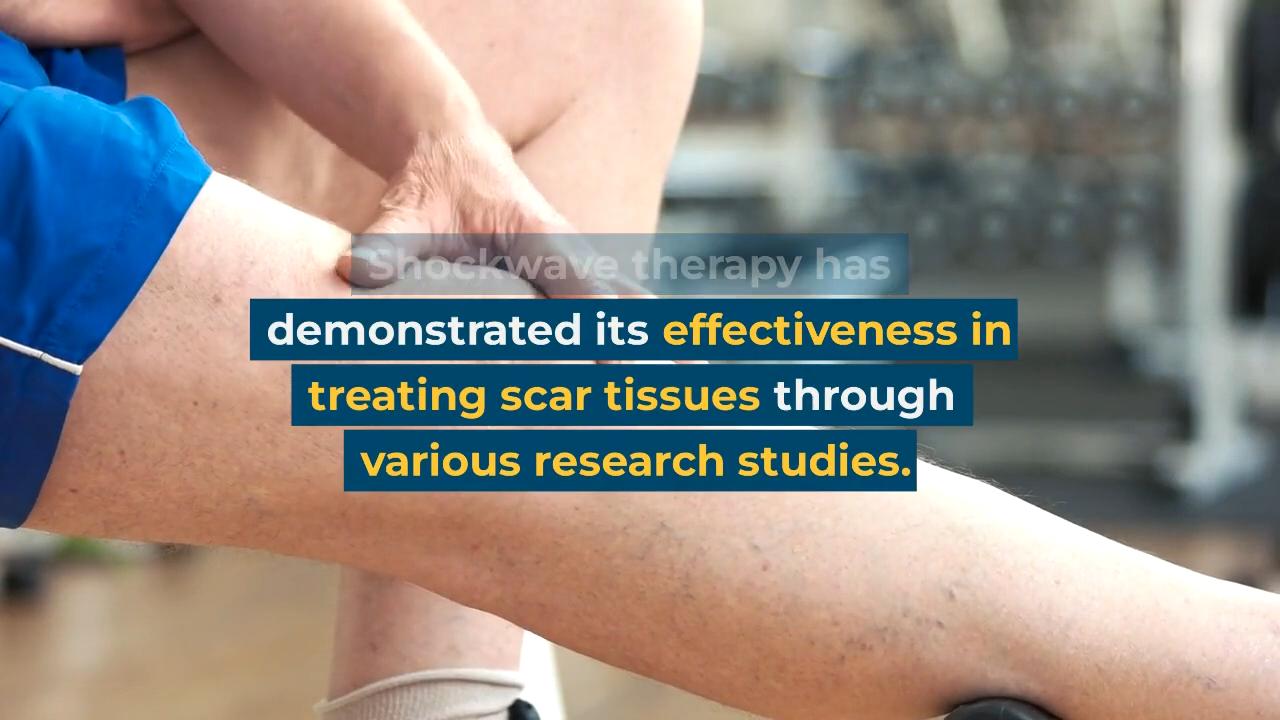 Shockwave therapy has
demonstrated its effectiveness in
treating scar tissues through
various research studies.